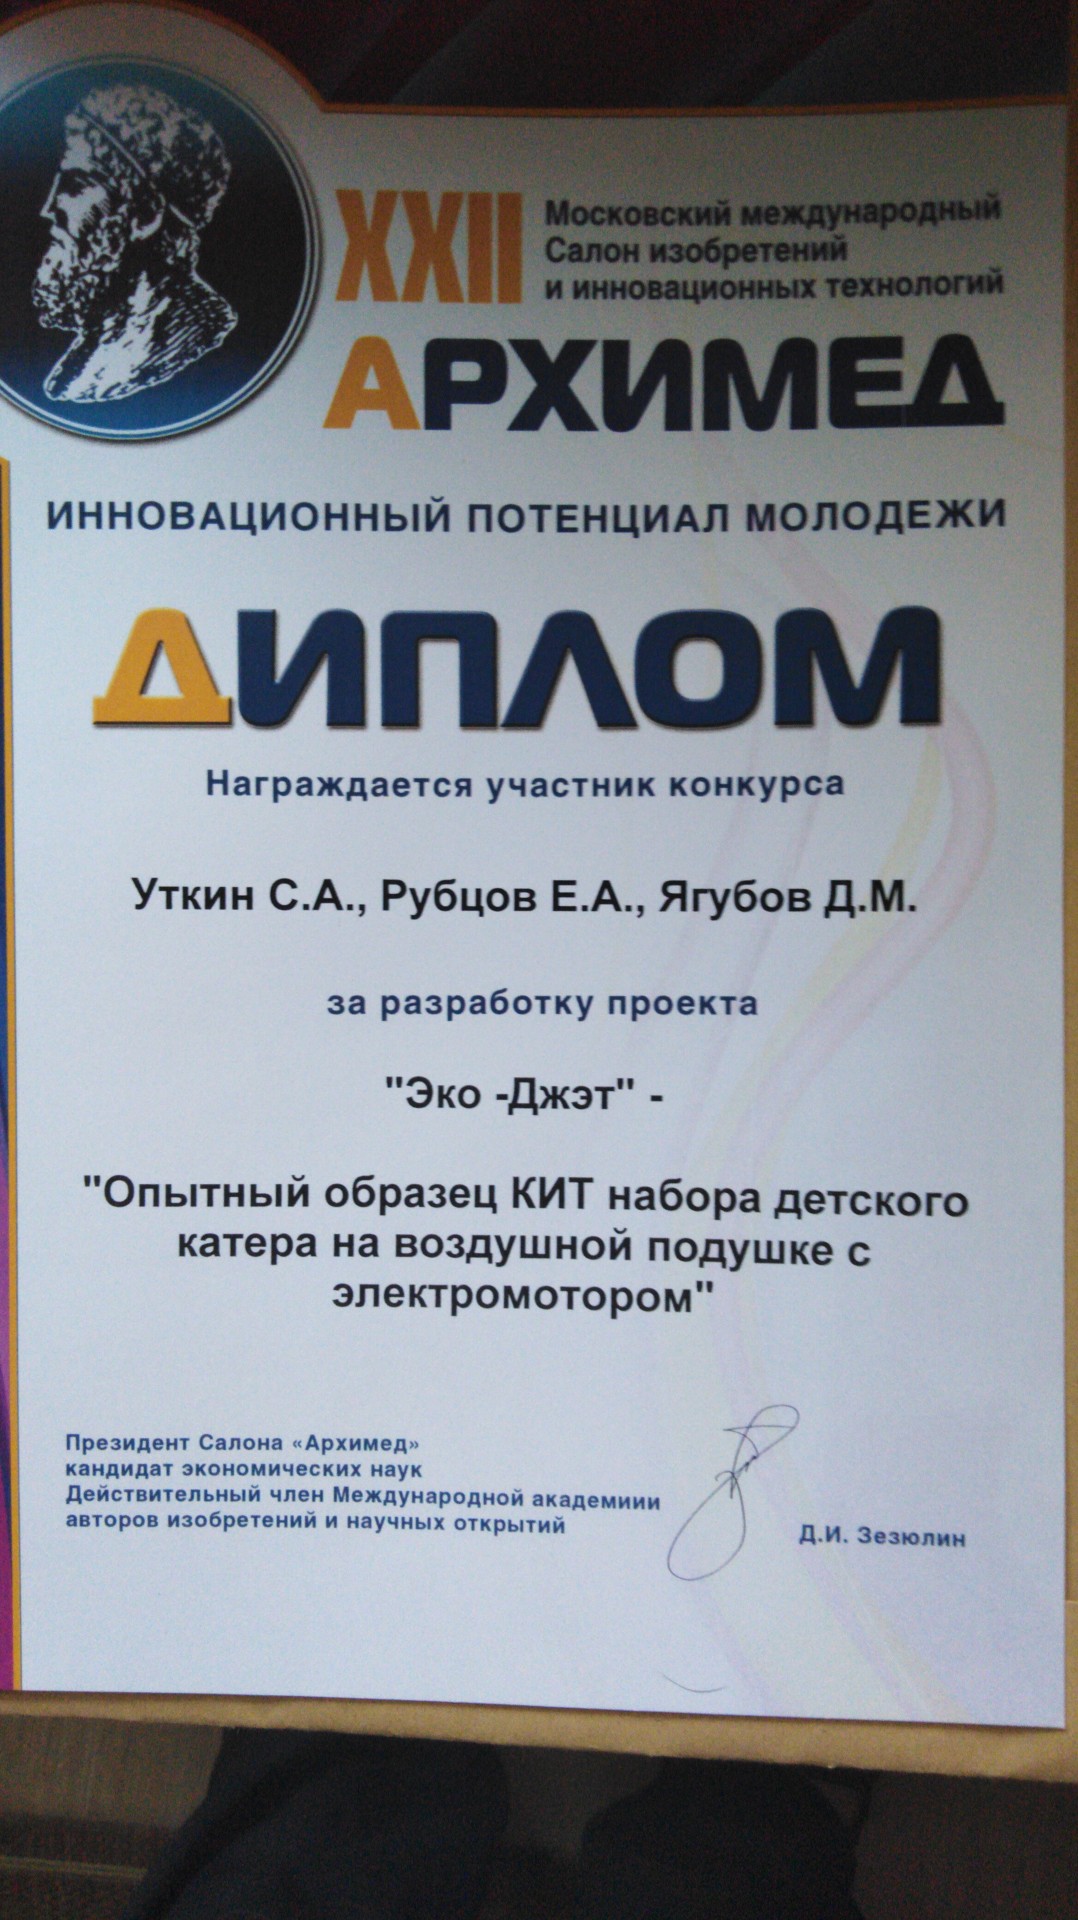 XXII
Московский международный
Салон изобретений
и инновационных технологий
АРХИМЕД
ИННОВАЦИОННЫЙ ПОТЕНЦИАЛ МОЛОДЕЖИ
ДИПЛОМ
Награждается участник конкурса
Уткин С.А., Рубцов Е.А., Ягубов Д.М.
за разработку проекта
"Эко -Джэт" -
"Опытный образец КИТ набора детского
катера на воздушной подушке с
электромотором"
Президент Салона «Архимед»
кандидат экономических наук
Действительный член Международной академиии
авторов изобретений и научных открытий
Д.И. Зезюлин